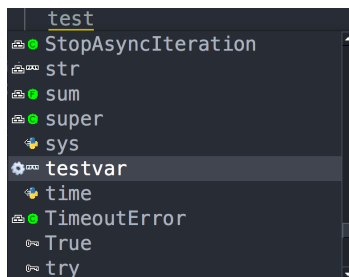 test
StopAsyncIteration
str
sum
super
sys
testvar
time
TimeoutError
True
try